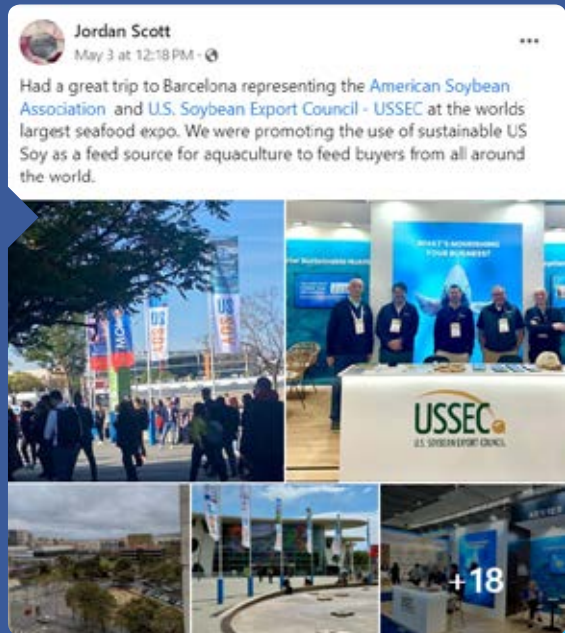 Jordan Scott
May 3 at 12:18 PM ·
Had a great trip to Barcelona representing the American Soybean
Association and U.S. Soybean Export Council - USSEC at the worlds
largest seafood expo. We were promoting the use of sustainable US
Soy as a feed source for aquaculture to feed buyers from all around
the world.
US
SOY
WHAT'S NOURISHING
YOUR BUSINESS?
USSEC
U.S. SOYBEAN EXPORT COUNCIL
+18